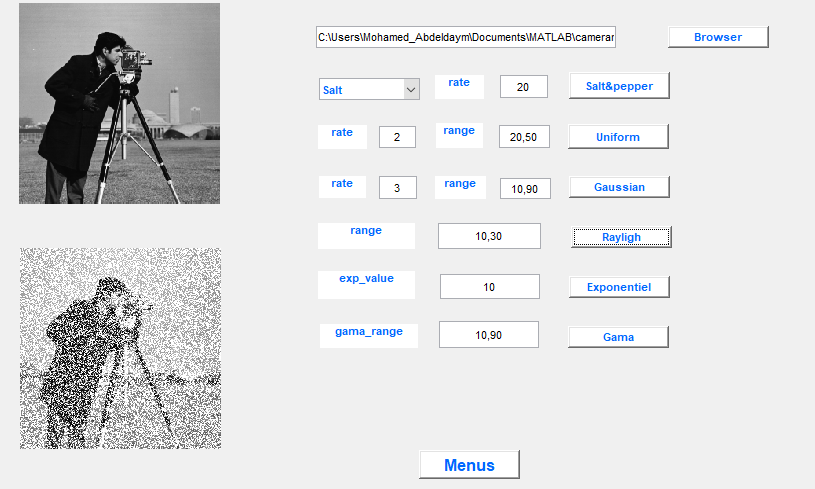 C:\Users\Mohamed_Abdeldaym\Documents\MATLAB\camerar
Browser
Salt rate 20 Salt&pepper
rate 2 range 20,50 Uniform
rate 3 range 10,90 Gaussian
range 10,30 Rayligh
exp_value 10 Exponentiel
gama_range 10,90 Gama
Menus